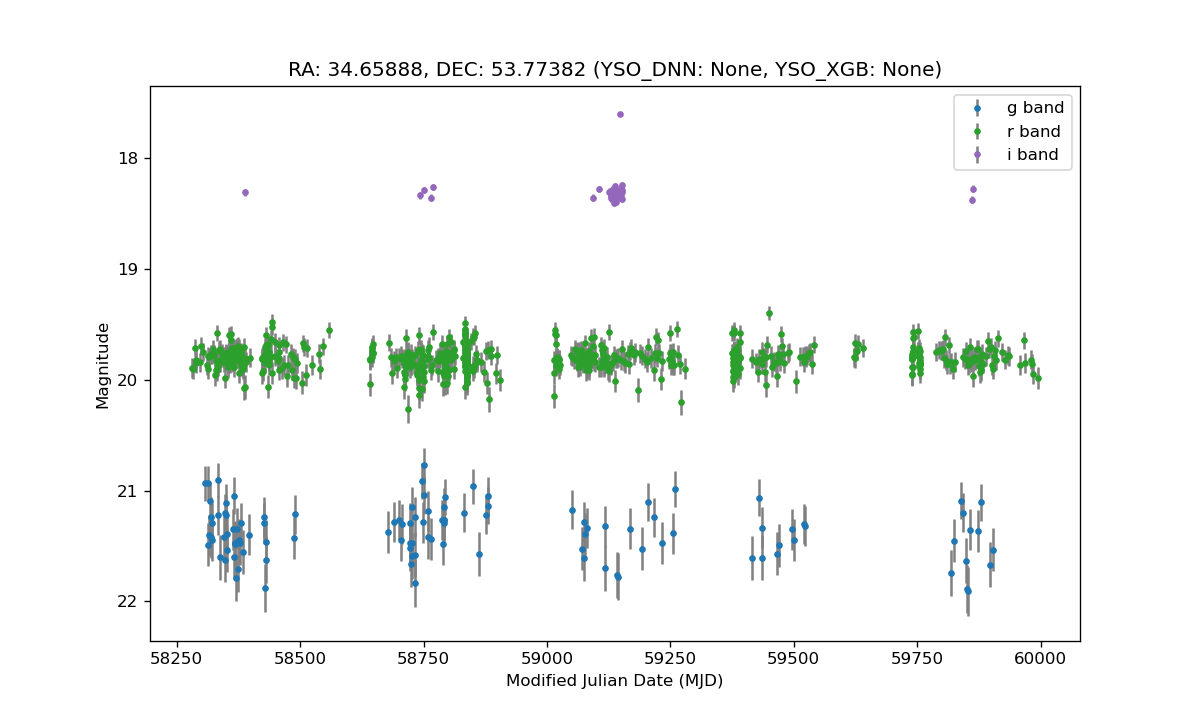 RA: 34.65888, DEC: 53.77382 (YSO_DNN: None, YSO_XGB: None)
g band
r band
i band
Magnitude
18
19
20
21
22
58250 58500 58750 59000 59250 59500 59750 60000
Modified Julian Date (MJD)